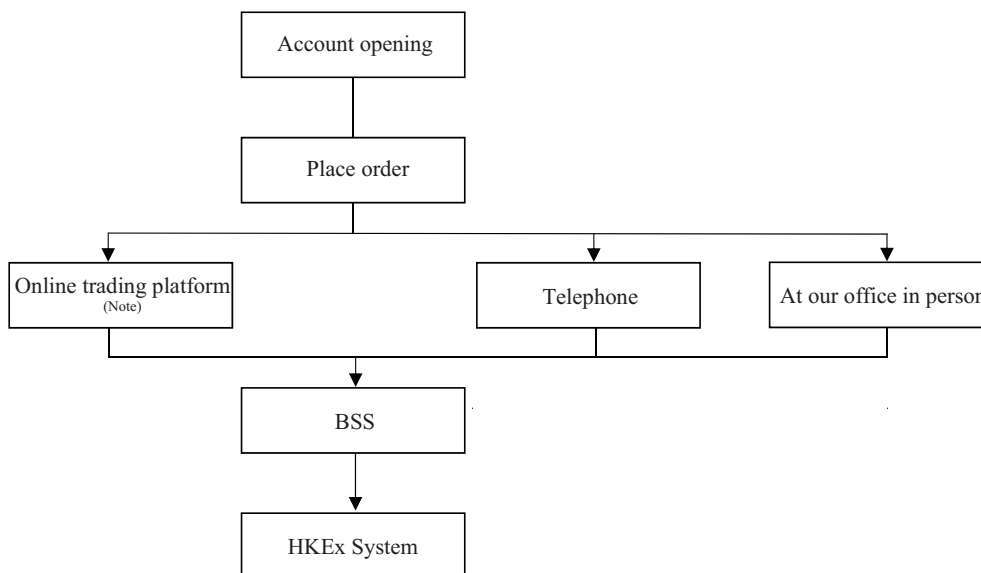 Account opening
Place order
Online trading platform
(Note)
Telephone
At our office in person
BSS
HKEx System